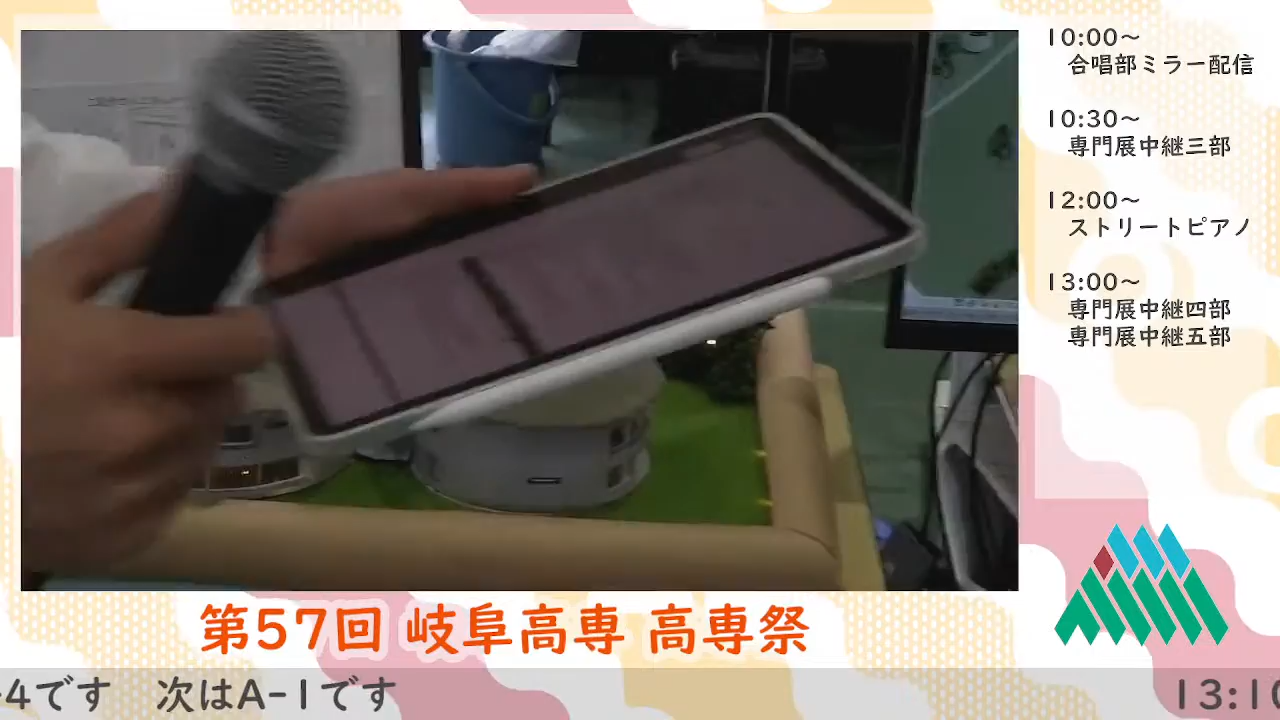 10:00～
合唱部ミラー配信
10:30～
専門展中継三部
12:00～
ストリートピアノ
13:00～
専門展中継四部
専門展中継五部
第57回 岐阜高専 高専祭
-4です 次はA-1です
13:10